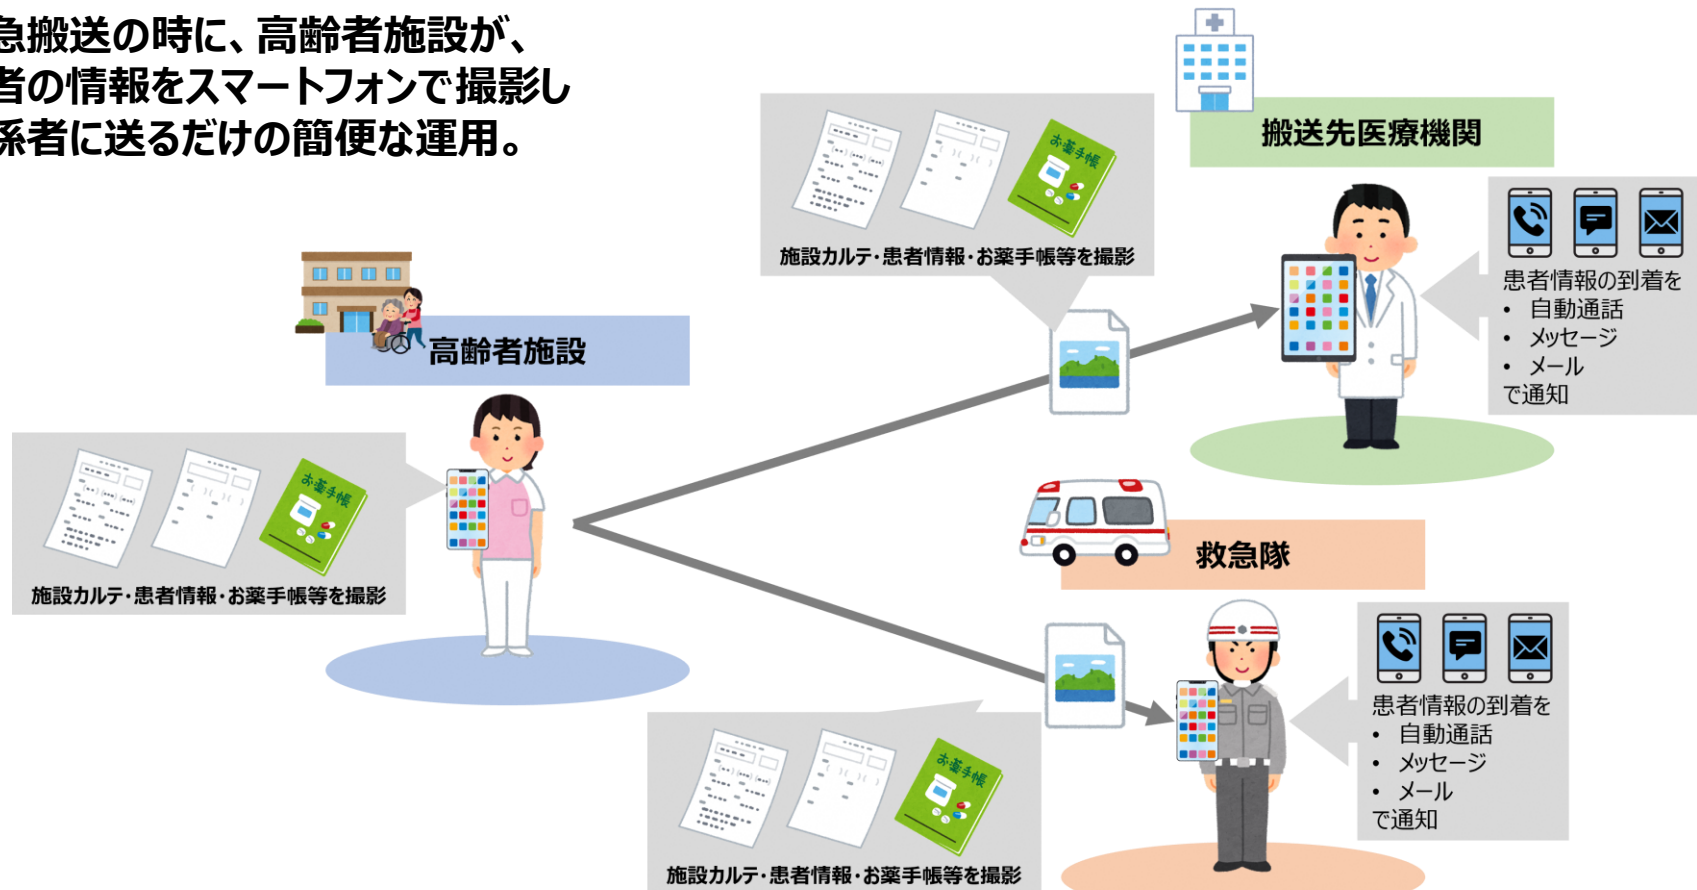 急搬送の時に、高齢者施設が、
者の情報をスマートフォンで撮影し
係者に送るだけの簡便な運用。
搬送先医療機関
お薬手帳
施設カルテ・患者情報・お薬手帳等を撮影
患者情報の到着を
• 自動通話
• メッセージ
• メール
で通知
高齢者施設
お薬手帳
施設カルテ・患者情報・お薬手帳等を撮影
救急隊
患者情報の到着を
• 自動通話
• メッセージ
• メール
で通知
お薬手帳
施設カルテ・患者情報・お薬手帳等を撮影